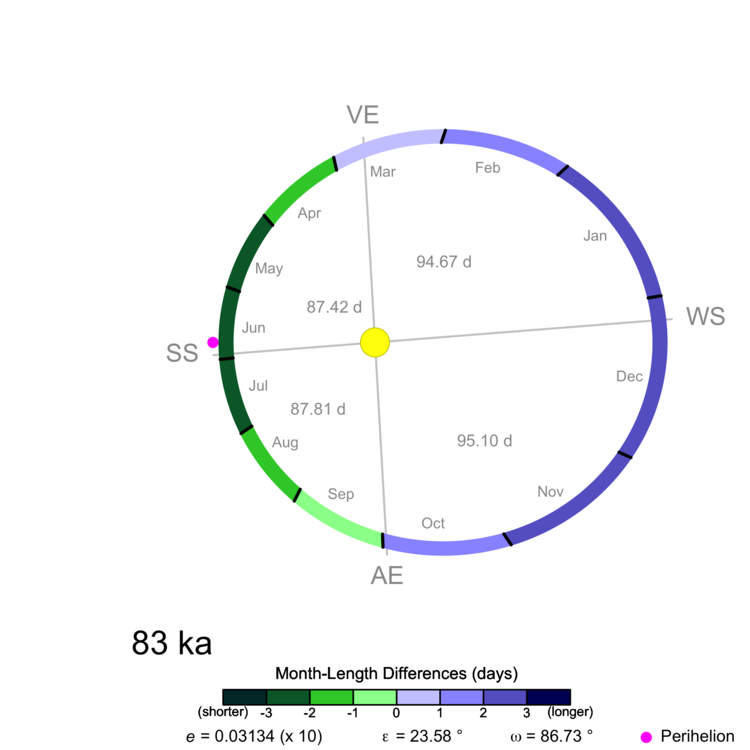 VE
Mar
Feb
Apr
Jan
94.67 d
May
87.42 d
WS
Jun
SS
Dec
Jul
87.81 d
Aug
95.10 d
Sep
Nov
Oct
AE
83 ka
Month-Length Differences (days)
(shorter) -3 -2 -1 0 1 2 3 (longer)
e = 0.03134 (x 10) ε = 23.58 ° ω = 86.73 ° Perihelion